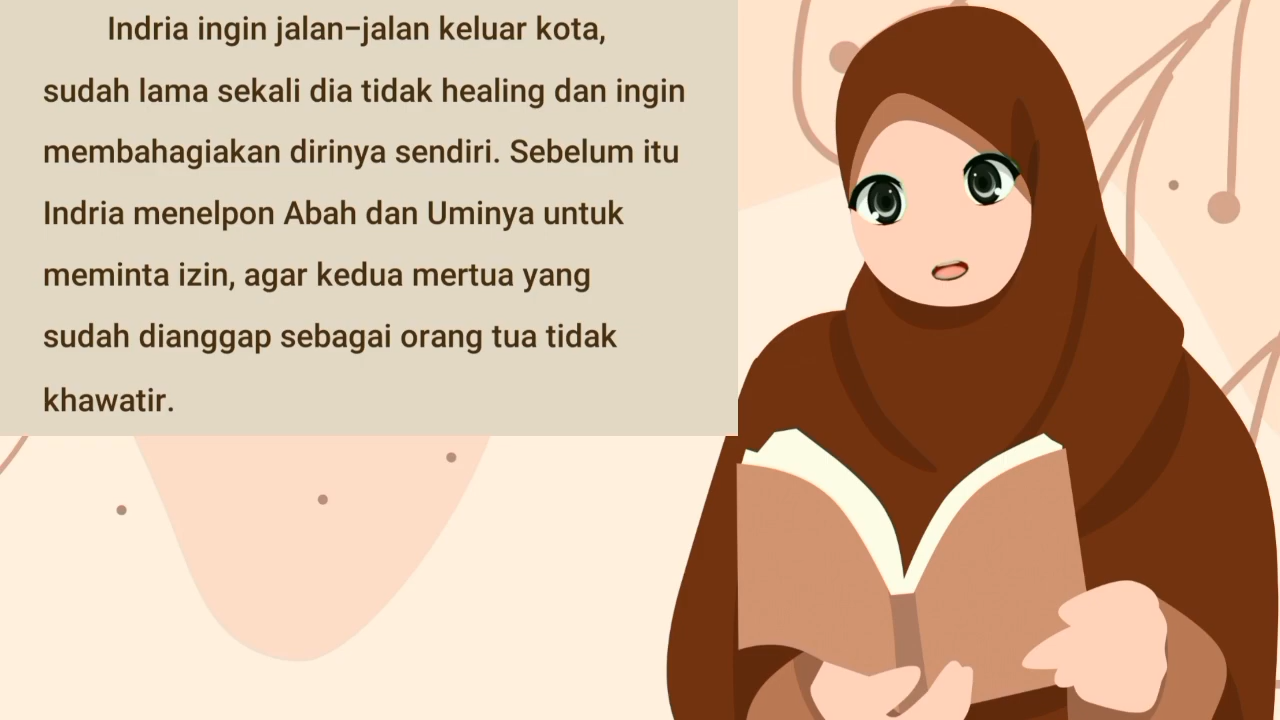 Indria ingin jalan-jalan keluar kota,
sudah lama sekali dia tidak healing dan ingin
membahagiakan dirinya sendiri. Sebelum itu
Indria menelpon Abah dan Uminya untuk
meminta izin, agar kedua mertua yang
sudah dianggap sebagai orang tua tidak
khawatir.